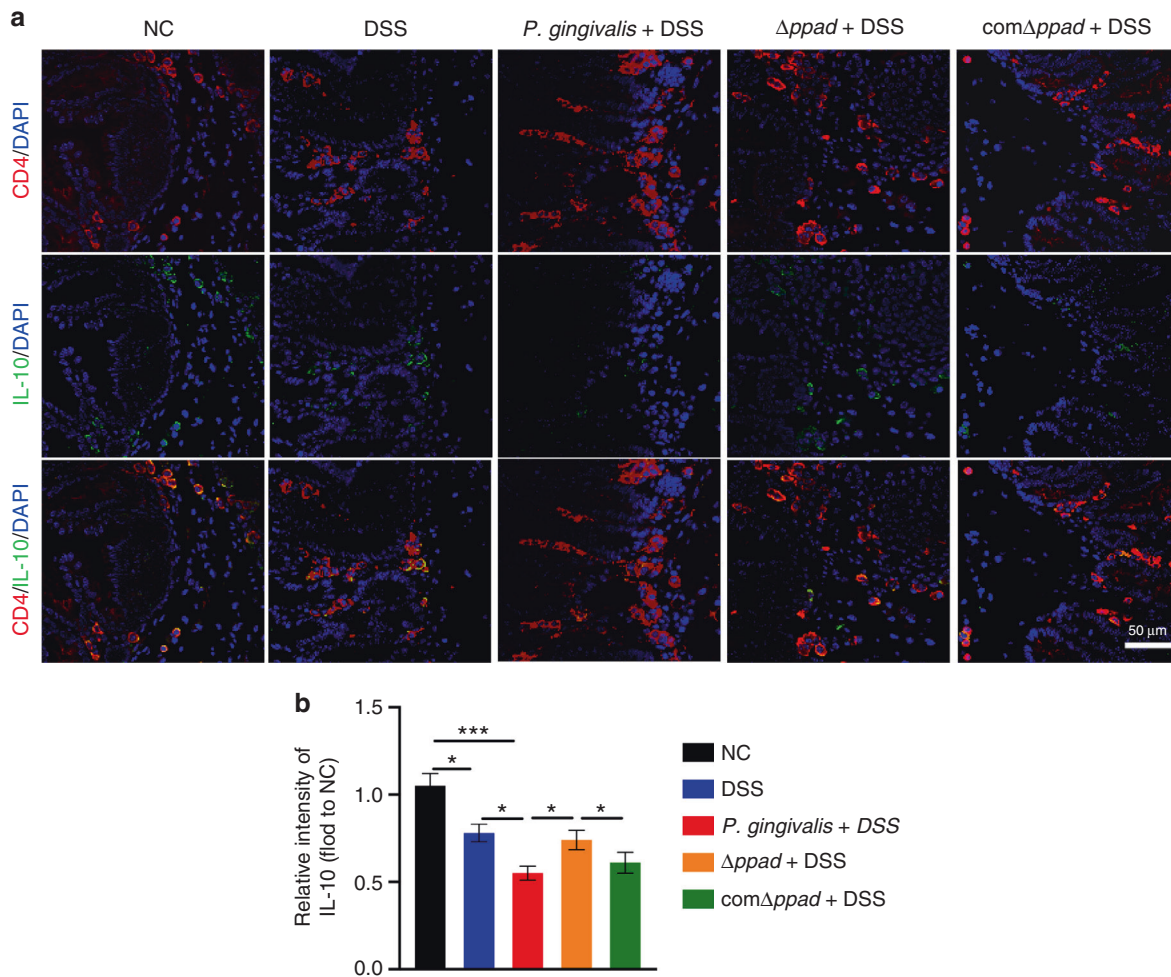 a
NC
DSS
P. gingivalis + DSS
Δppad + DSS
comΔppad + DSS
CD4/DAPI
IL-10/DAPI
CD4/IL-10/DAPI
50 μm
b
Relative intensity of
IL-10 (flod to NC)
1.5
1.0
0.5
0.0
***
*
*
*
*
NC
DSS
P. gingivalis + DSS
Δppad + DSS
comΔppad + DSS